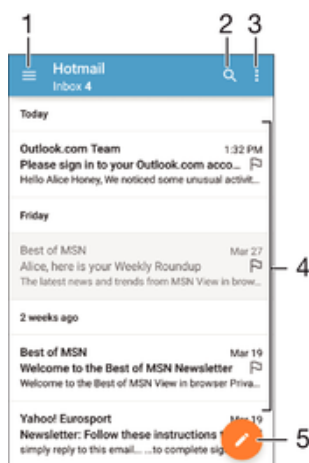 1 2 3
Hotmail
Inbox 4
Today
Outlook.com Team 1:32 PM
Please sign in to your Outlook.com acco...
Hello Alice Honey, We noticed some unusual activit...
Friday
Best of MSN Mar 27
Alice, here is your Weekly Roundup
The latest news and trends from MSN View in brow...
4
2 weeks ago
Best of MSN Mar 19
Welcome to the Best of MSN Newsletter
Welcome to the Best of MSN View in browser Priva...
Yahoo! Eurosport Mar 19
Newsletter: Follow these instructions
simply reply to this email... ...to complete
5